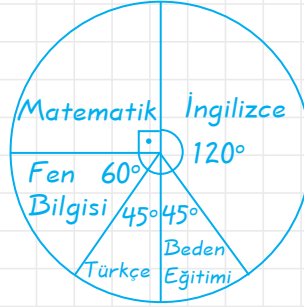 Matematik İngilizce
120°
Fen 60°
Bilgisi 45° 45°
Beden
Türkçe Eğitimi